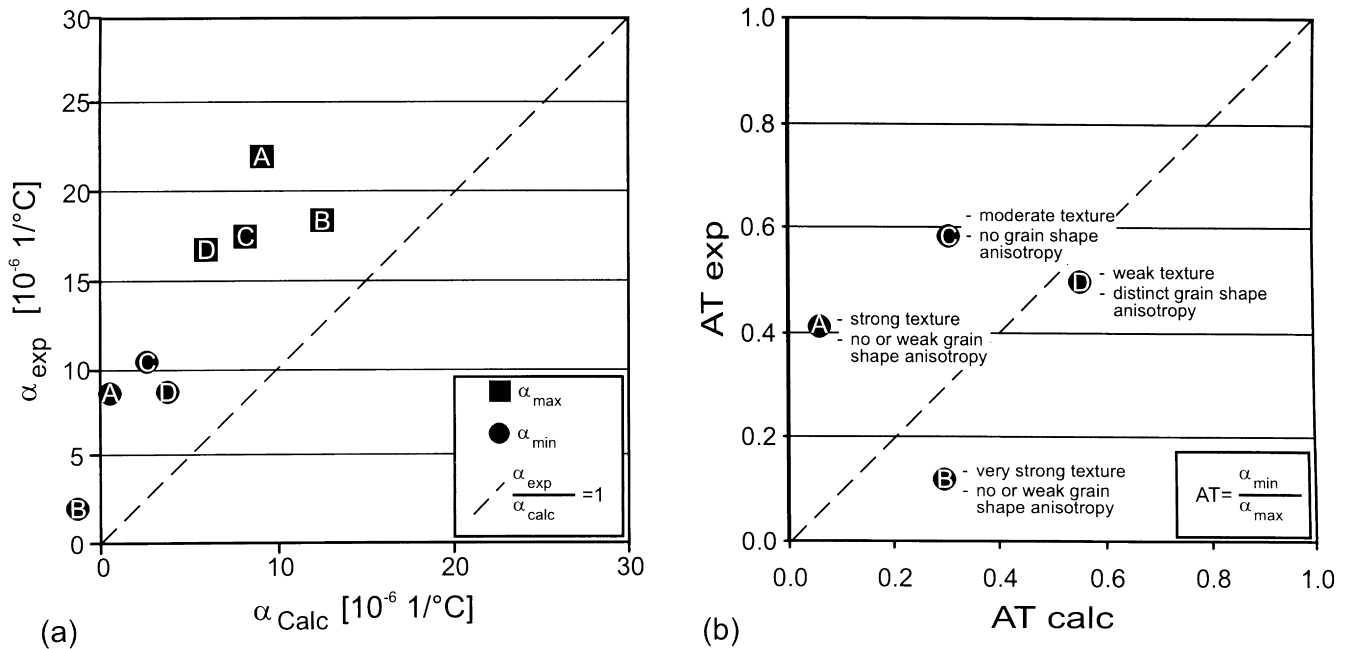 30
25
20
15
10
5
0
α exp [10⁻⁶ 1/°C]
A
B
C
D
C
A
D
B
α max
α min
α exp
α calc
=1
0
10
20
30
α Calc [10⁻⁶ 1/°C]
(a)
1.0
0.8
0.6
0.4
0.2
0.0
AT exp
C
- moderate texture
- no grain shape
anisotropy
D
- weak texture
- distinct grain shape
anisotropy
A
- strong texture
- no or weak grain
shape anisotropy
B
- very strong texture
- no or weak grain
shape anisotropy
AT=
α min
α max
0.0
0.2
0.4
0.6
0.8
1.0
AT calc
(b)